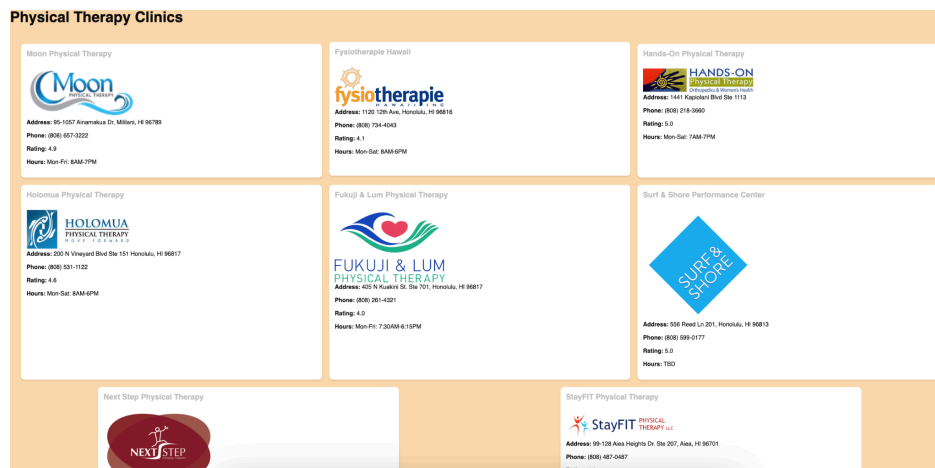 Physical Therapy Clinics
Moon Physical Therapy
Moon
PHYSICAL THERAPY
Address: 95-1057 Ainamakua Dr, Mililani, HI 96789
Phone: (808) 657-3222
Rating: 4.9
Hours: Mon-Fri: 8AM-7PM
Fysiotherapie Hawaii
fysiotherapie
HAWAII INC
Address: 1120 12th Ave, Honolulu, HI 96816
Phone: (808) 734-4043
Rating: 4.1
Hours: Mon-Sat: 8AM-6PM
Hands-On Physical Therapy
HANDS-ON
Physical Therapy
Orthopedics & Women's Health
Address: 1441 Kapiolani Blvd Ste 1113
Phone: (808) 218-3660
Rating: 5.0
Hours: Mon-Sat: 7AM-7PM
Holomua Physical Therapy
HOLOMUA
PHYSICAL THERAPY
MOVE FORWARD
Address: 200 N Vineyard Blvd Ste 151 Honolulu, HI 96817
Phone: (808) 531-1122
Rating: 4.6
Hours: Mon-Sat: 8AM-6PM
Fukuji & Lum Physical Therapy
FUKUJI & LUM
PHYSICAL THERAPY
Address: 405 N Kuakini St. Ste 701, Honolulu, HI 96817
Phone: (808) 261-4321
Rating: 4.0
Hours: Mon-Fri: 7:30AM-6:15PM
Surf & Shore Performance Center
SURF &
SHORE
Address: 556 Reed Ln 201, Honolulu, HI 96813
Phone: (808) 599-0177
Rating: 5.0
Hours: TBD
Next Step Physical Therapy
NEXT STEP
StayFIT Physical Therapy
StayFIT PHYSICAL
THERAPY LLC
Address: 99-128 Aiea Heights Dr. Ste 207, Aiea, HI 96701
Phone: (808) 487-0487